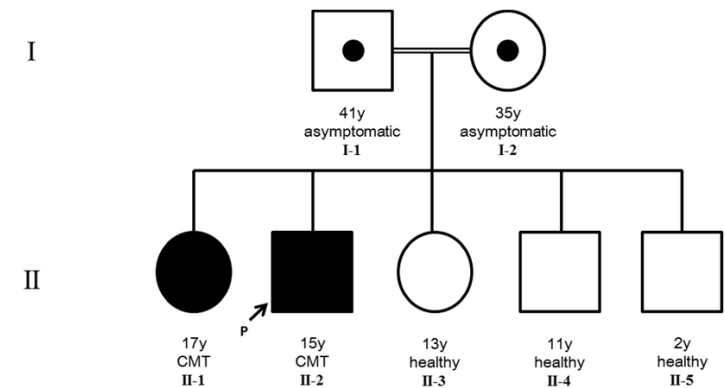 I
41y
asymptomatic
I-1
35y
asymptomatic
I-2
II
P
17y
CMT
II-1
15y
CMT
II-2
13y
healthy
II-3
11y
healthy
II-4
2y
healthy
II-5